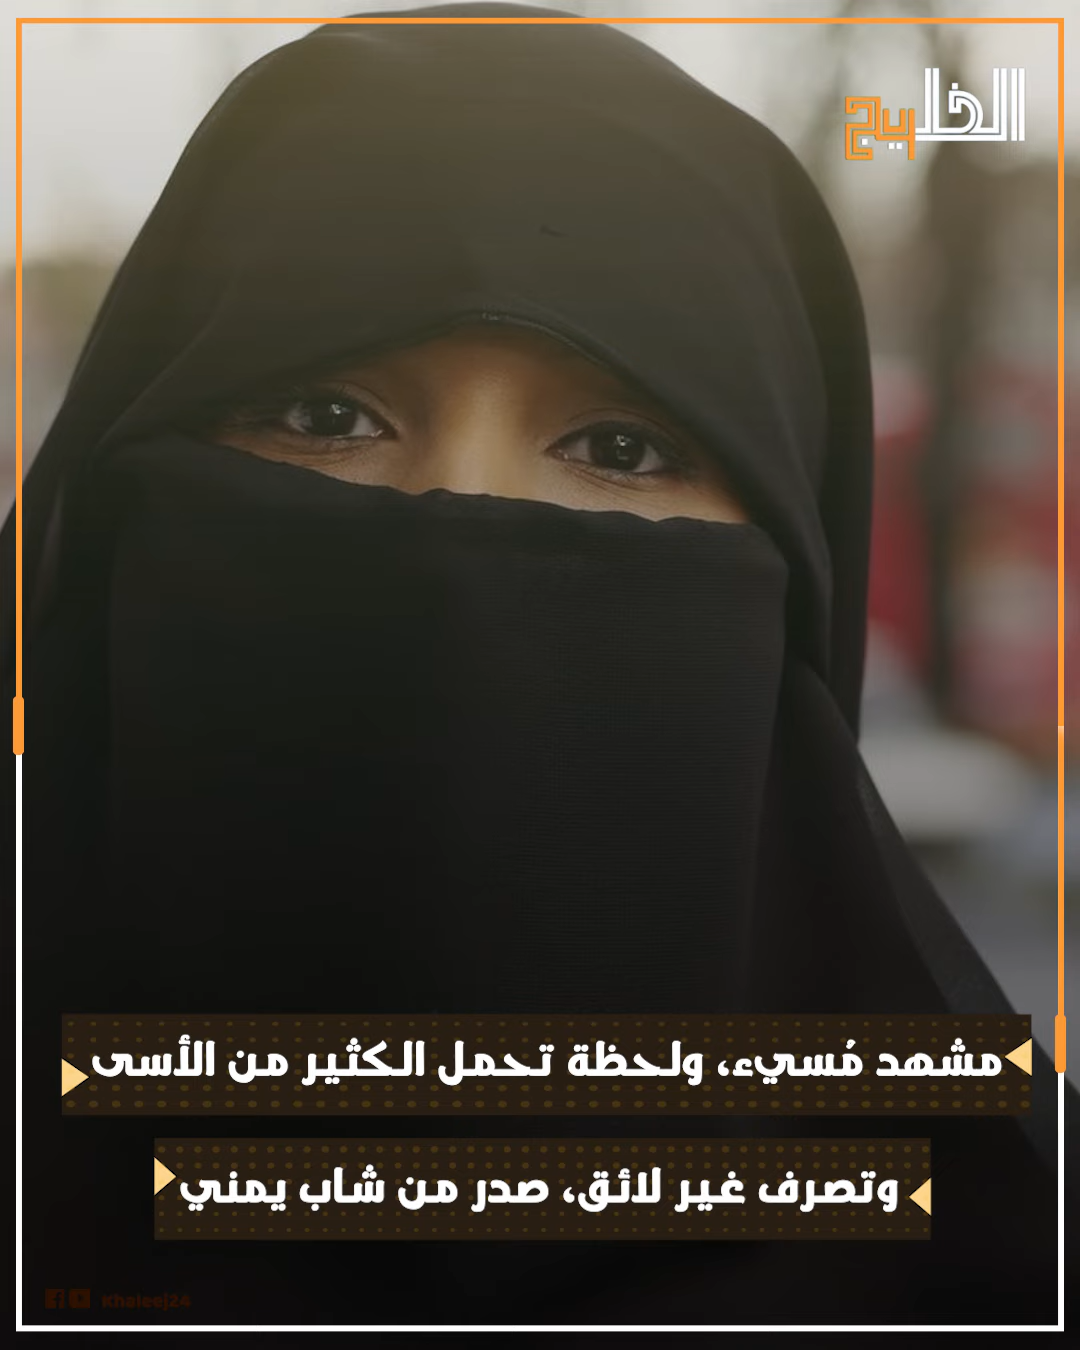 الخليج
مشهد مُسيء، ولحظة تحمل الكثير من الأسى
وتصرف غير لائق، صدر من شاب يمني
Khaleej24